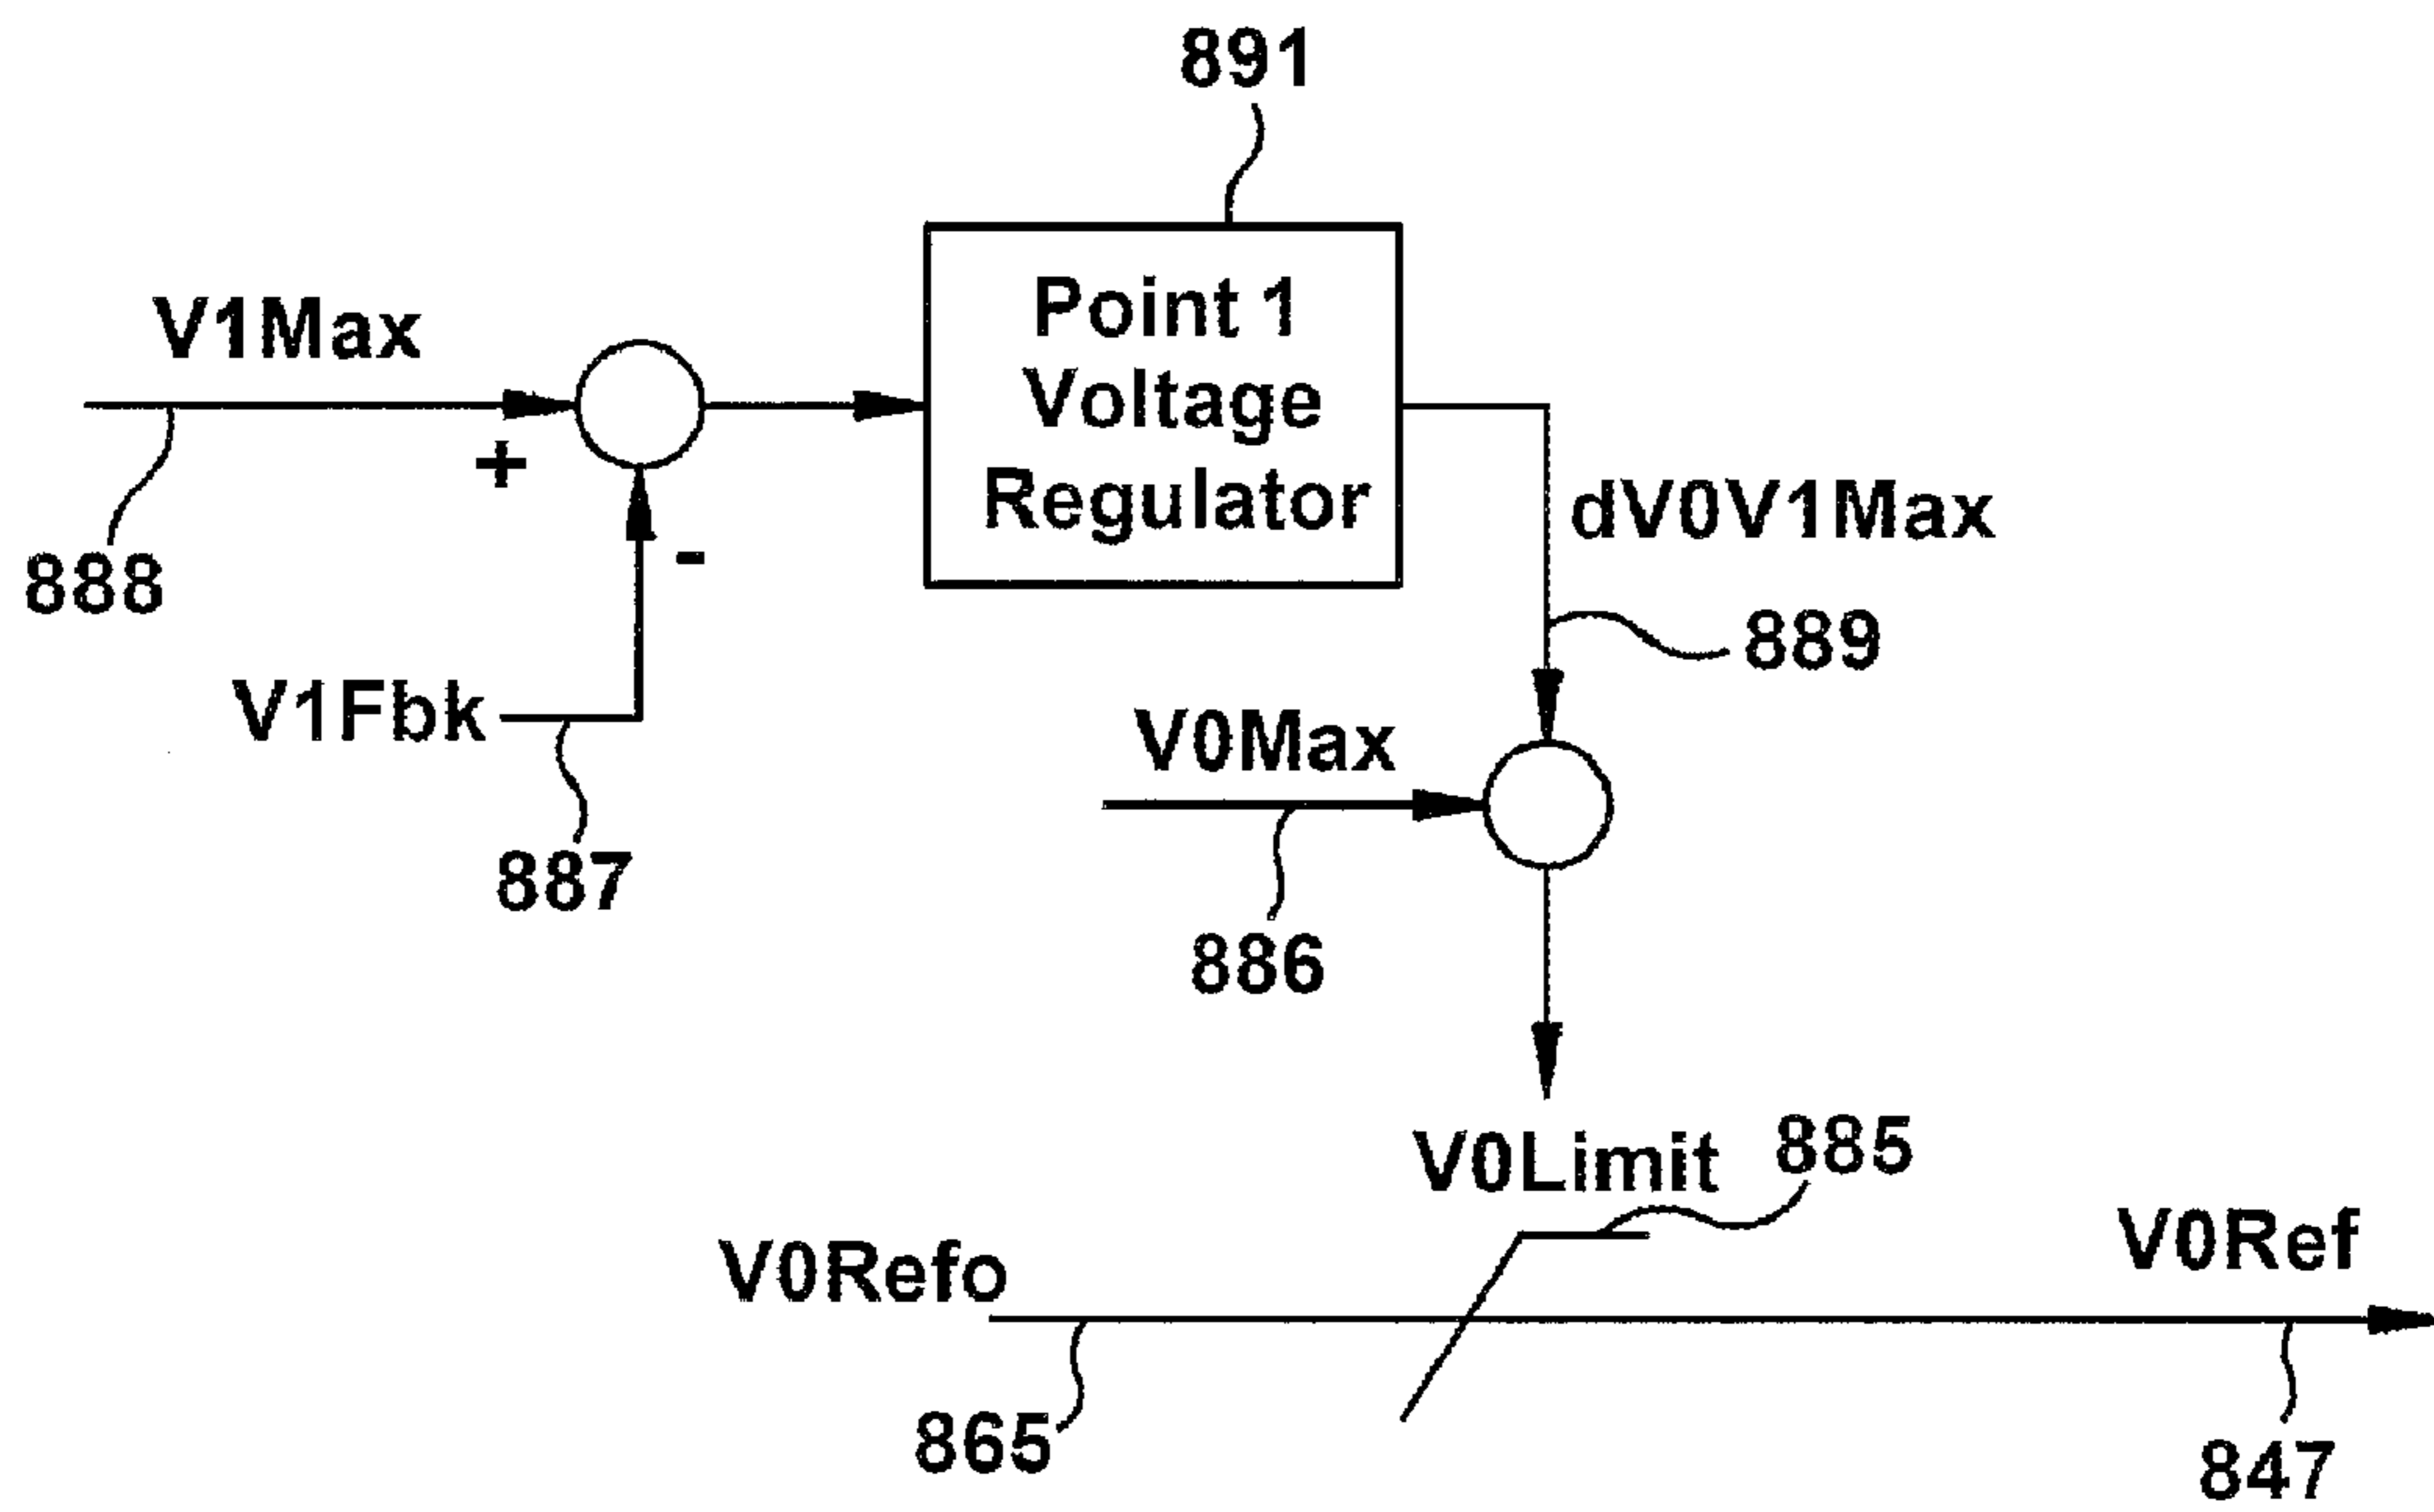 891
V1Max
Point 1
Voltage
Regulator
+
-
dV0V1Max
888
889
V1Fbk
V0Max
887
886
V0Limit
885
V0Refo
V0Ref
865
847